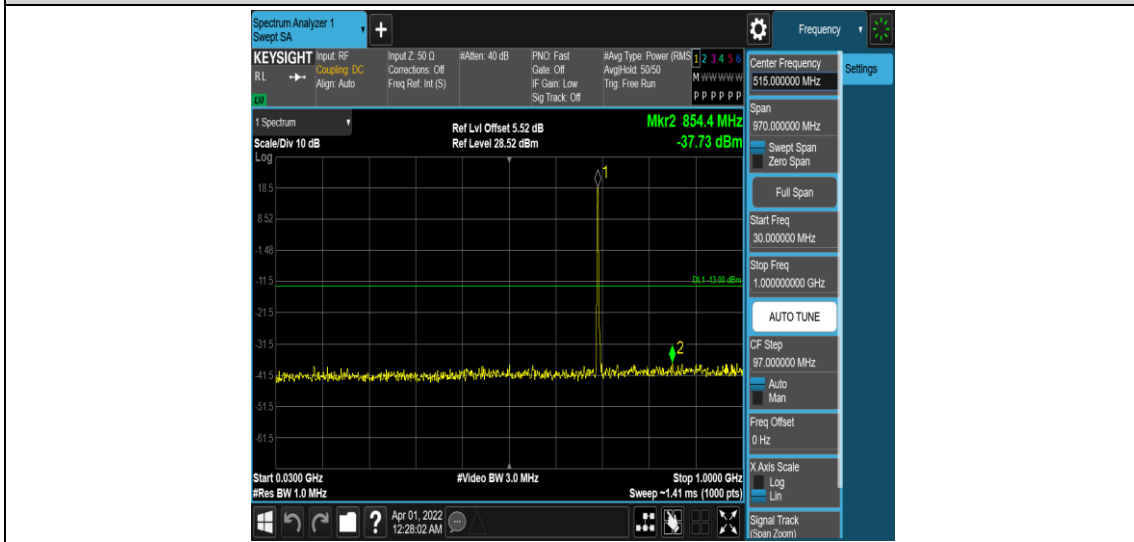 Spectrum Analyzer 1
Swept SA
+
Frequency
KEYSIGHT
RL
Input: RF
Coupling: DC
Align: Auto
Input Z: 50 Ω
Corrections: Off
Freq Ref: Int (S)
#Atten: 40 dB
PNO: Fast
Gate: Off
IF Gain: Low
Sig Track: Off
#Avg Type: Power (RMS
Avg|Hold: 50/50
Trig: Free Run
1 2 3 4 5 6
M W W W W W
P P P P P P
1 Spectrum
Scale/Div 10 dB
Log
Ref Lvl Offset 5.52 dB
Ref Level 28.52 dBm
Mkr2 854.4 MHz
-37.73 dBm
1
18.5
8.52
-1.48
-11.5
DL1 -13.00 dBm
-21.5
-31.5
2
-41.5
-51.5
-61.5
Start 0.0300 GHz
#Res BW 1.0 MHz
#Video BW 3.0 MHz
Stop 1.0000 GHz
Sweep ~1.41 ms (1000 pts)
?
Apr 01, 2022
12:28:02 AM
Center Frequency
515.000000 MHz
Settings
Span
970.000000 MHz
Swept Span
Zero Span
Full Span
Start Freq
30.000000 MHz
Stop Freq
1.000000000 GHz
AUTO TUNE
CF Step
97.000000 MHz
Auto
Man
Freq Offset
0 Hz
X Axis Scale
Log
Lin
Signal Track
(Span Zoom)